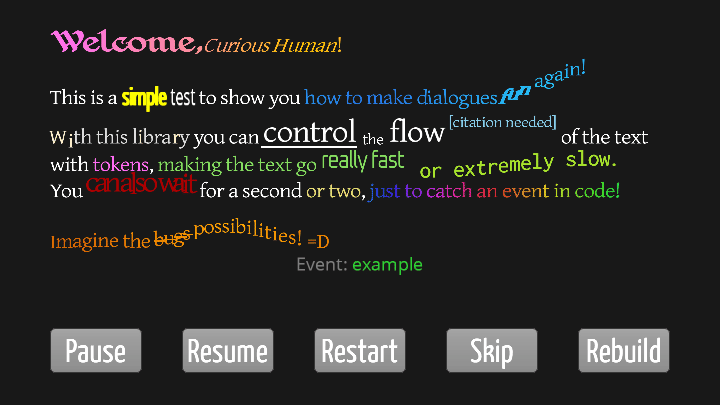 Welcome, Curious Human!
This is a simple test to show you how to make dialogues fun again!
W¡th this library you can control the flow [citation needed] of the text
with tokens, making the text go really fast or extremely slow.
You can also wait for a second or two, just to catch an event in code!
Imagine the bugs possibilities! =D
Event: example
Pause Resume Restart Skip Rebuild